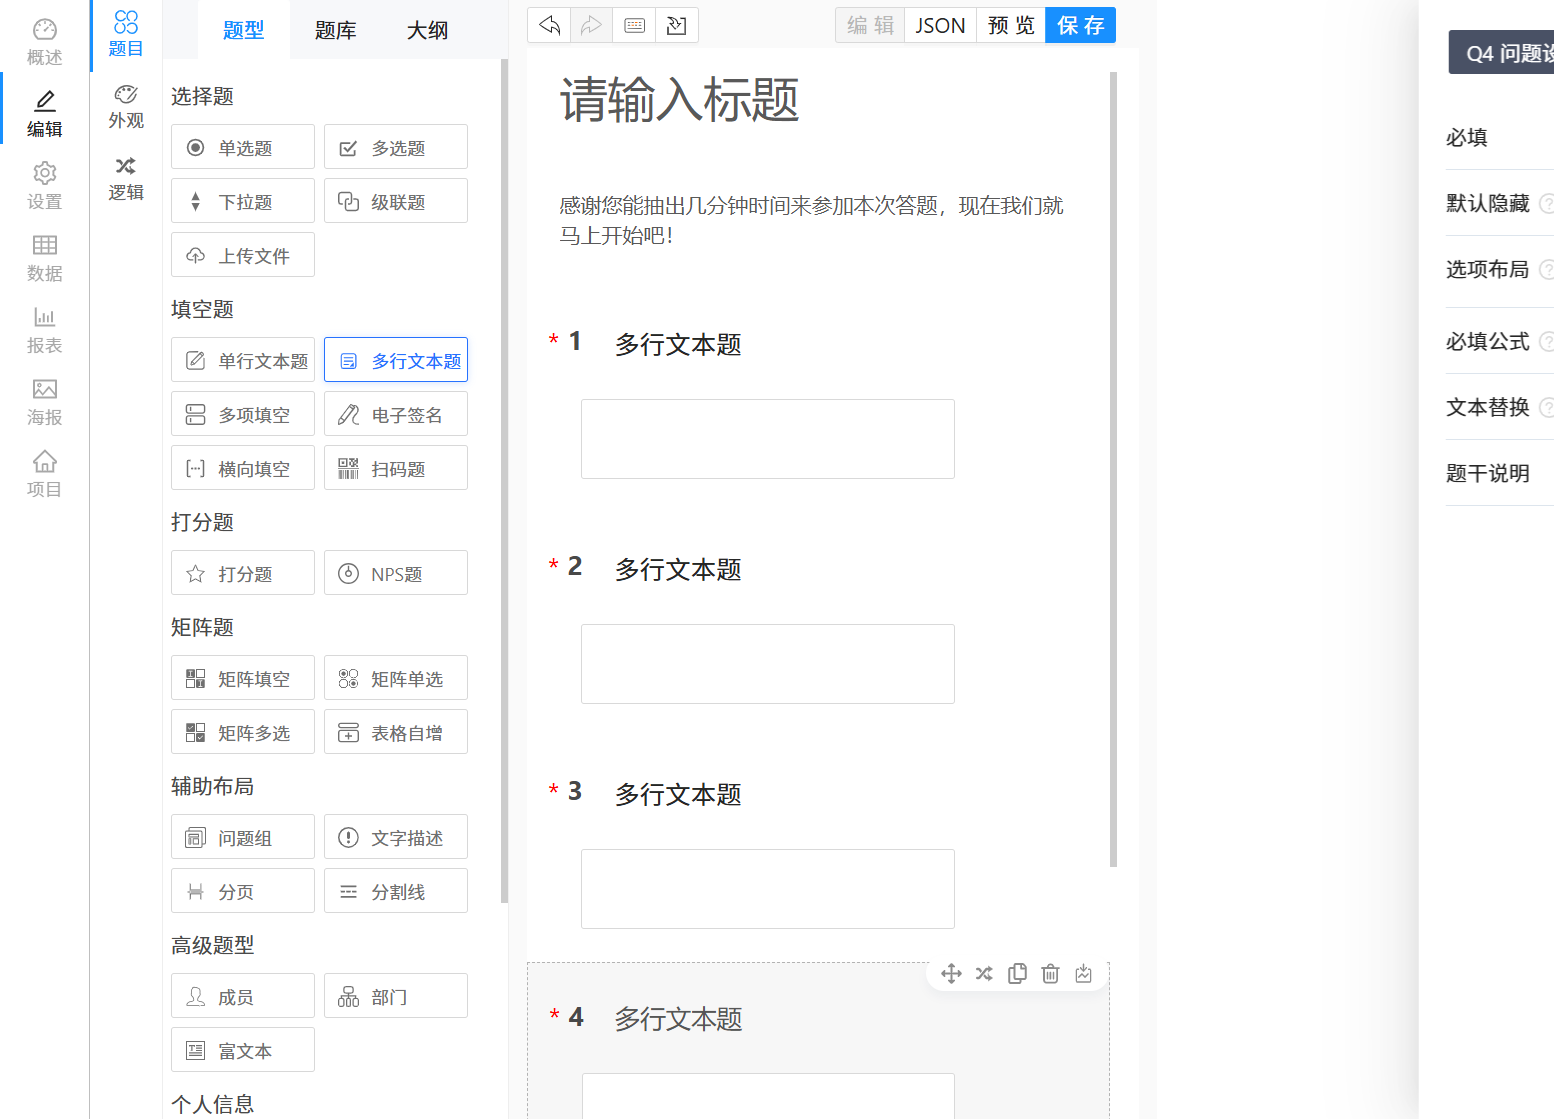 概述
编辑
设置
数据
报表
海报
项目
题目
外观
逻辑
题型
题库
大纲
选择题
单选题
多选题
下拉题
级联题
上传文件
填空题
单行文本题
多行文本题
多项填空
电子签名
横向填空
扫码题
打分题
打分题
NPS题
矩阵题
矩阵填空
矩阵单选
矩阵多选
表格自增
辅助布局
问题组
文字描述
分页
分割线
高级题型
成员
部门
富文本
个人信息
编 辑
JSON
预 览
保 存
请输入标题
感谢您能抽出几分钟时间来参加本次答题，现在我们就
马上开始吧！
* 1 多行文本题
* 2 多行文本题
* 3 多行文本题
* 4 多行文本题
Q4 问题设
必填
默认隐藏
选项布局
必填公式
文本替换
题干说明